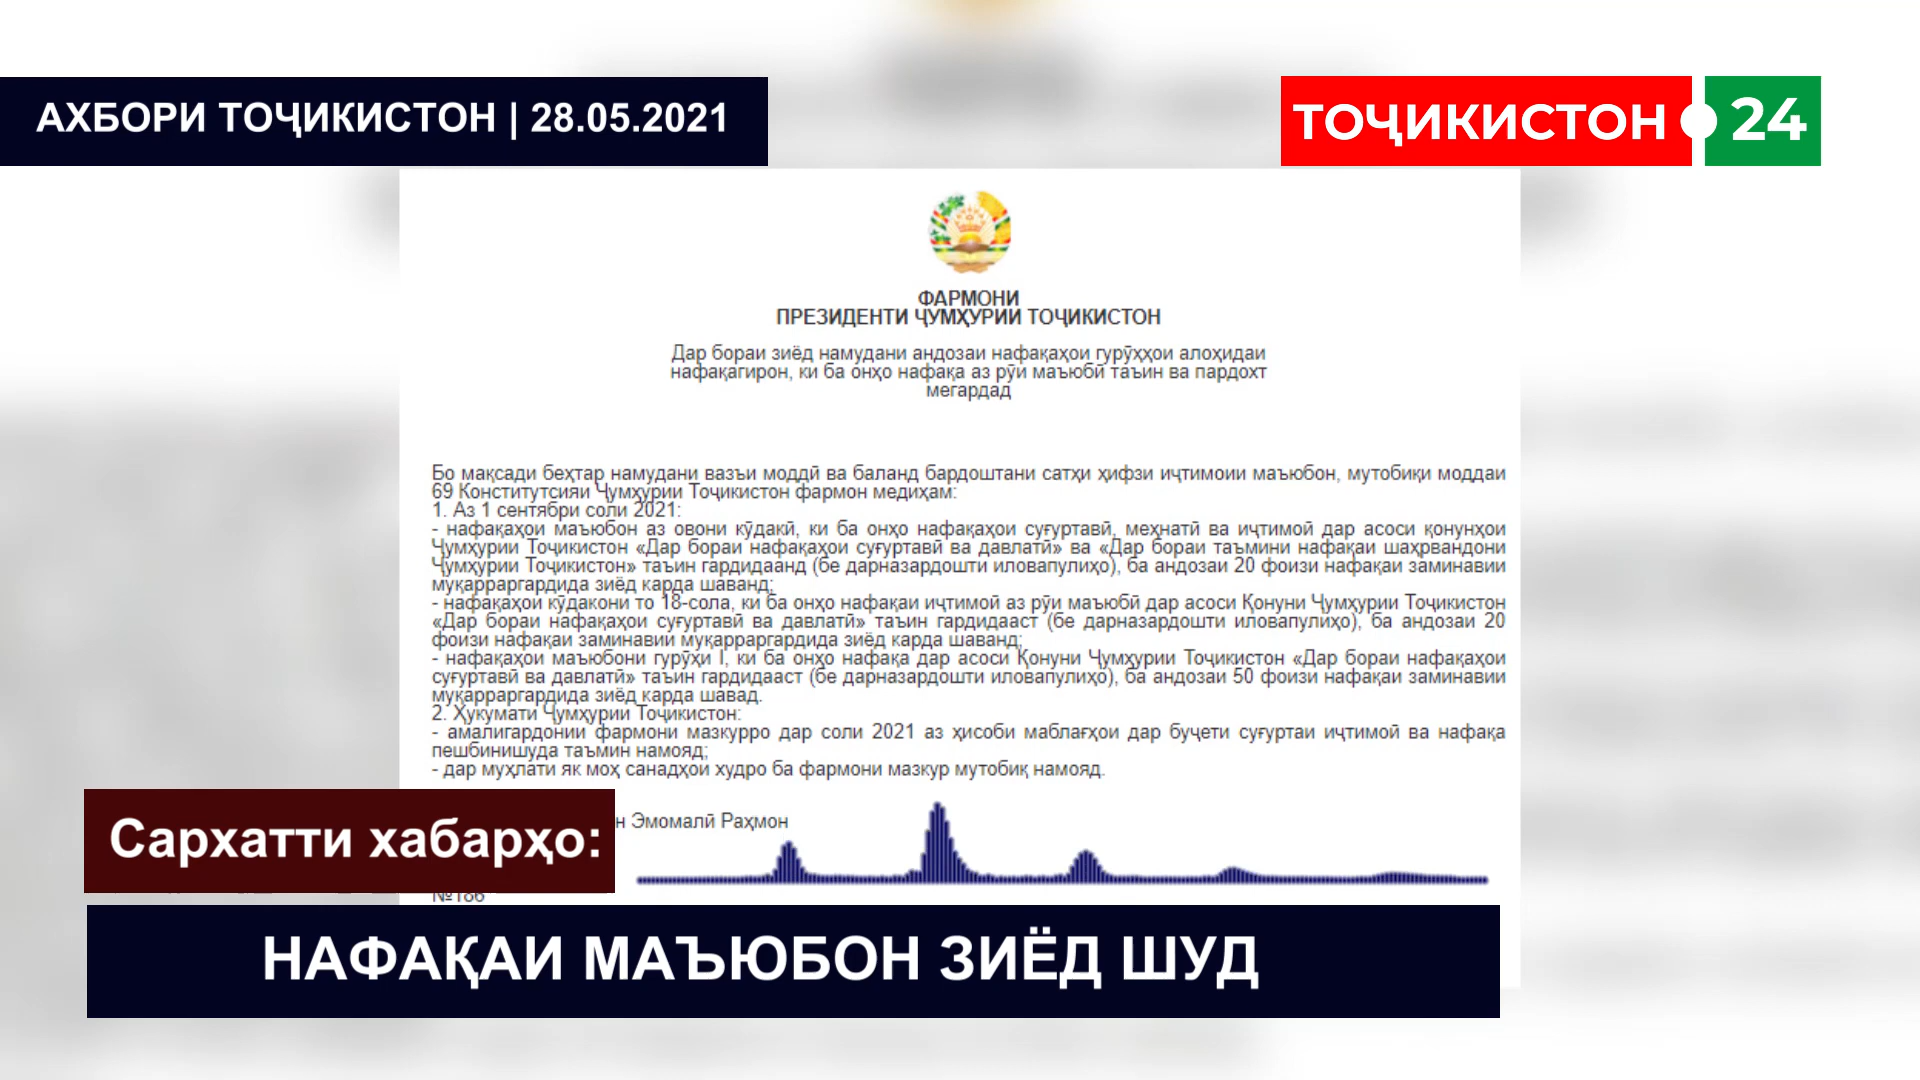 АХБОРИ ТОҶИКИСТОН | 28.05.2021
ТОҶИКИСТОН 24
ФАРМОНИ
ПРЕЗИДЕНТИ ҶУМҲУРИИ ТОҶИКИСТОН
Дар бораи зиёд намудани андозаи нафақаҳои гурӯҳҳои алоҳидаи
нафақагирон, ки ба онҳо нафақа аз рӯи маъюбӣ таъин ва пардохт
мегардад
Бо мақсади беҳтар намудани вазъи моддӣ ва баланд бардоштани сатҳи ҳифзи иҷтимоии маъюбон, мутобиқи моддаи
69 Конститутсияи Ҷумҳурии Тоҷикистон фармон медиҳам:
1. Аз 1 сентябри соли 2021:
- нафақаҳои маъюбон аз овони кӯдакӣ, ки ба онҳо нафақаҳои суғуртавӣ, меҳнатӣ ва иҷтимоӣ дар асоси қонунҳои
Ҷумҳурии Тоҷикистон «Дар бораи нафақаҳои суғуртавӣ ва давлатӣ» ва «Дар бораи таъмини нафақаи шаҳрвандони
Ҷумҳурии Тоҷикистон» таъин гардидаанд (бе дарназардошти иловапулиҳо), ба андозаи 20 фоизи нафақаи заминавии
муқарраргардида зиёд карда шаванд;
- нафақаҳои кӯдакони то 18-сола, ки ба онҳо нафақаи иҷтимоӣ аз рӯи маъюбӣ дар асоси Қонуни Ҷумҳурии Тоҷикистон
«Дар бораи нафақаҳои суғуртавӣ ва давлатӣ» таъин гардидааст (бе дарназардошти иловапулиҳо), ба андозаи 20
фоизи нафақаи заминавии муқарраргардида зиёд карда шаванд;
- нафақаҳои маъюбони гурӯҳи I, ки ба онҳо нафақа дар асоси Қонуни Ҷумҳурии Тоҷикистон «Дар бораи нафақаҳои
суғуртавӣ ва давлатӣ» таъин гардидааст (бе дарназардошти иловапулиҳо), ба андозаи 50 фоизи нафақаи заминавии
муқарраргардида зиёд карда шавад.
2. Ҳукумати Ҷумҳурии Тоҷикистон:
- амалигардонии фармони мазкурро дар соли 2021 аз ҳисоби маблағҳои дар буҷети суғуртаи иҷтимоӣ ва нафақа
пешбинишуда таъмин намояд;
- дар муҳлати як моҳ санадҳои худро ба фармони мазкур мутобиқ намояд.
н Эмомалӣ Раҳмон
Сархатти хабарҳо:
№186
НАФАҚАИ МАЪЮБОН ЗИЁД ШУД